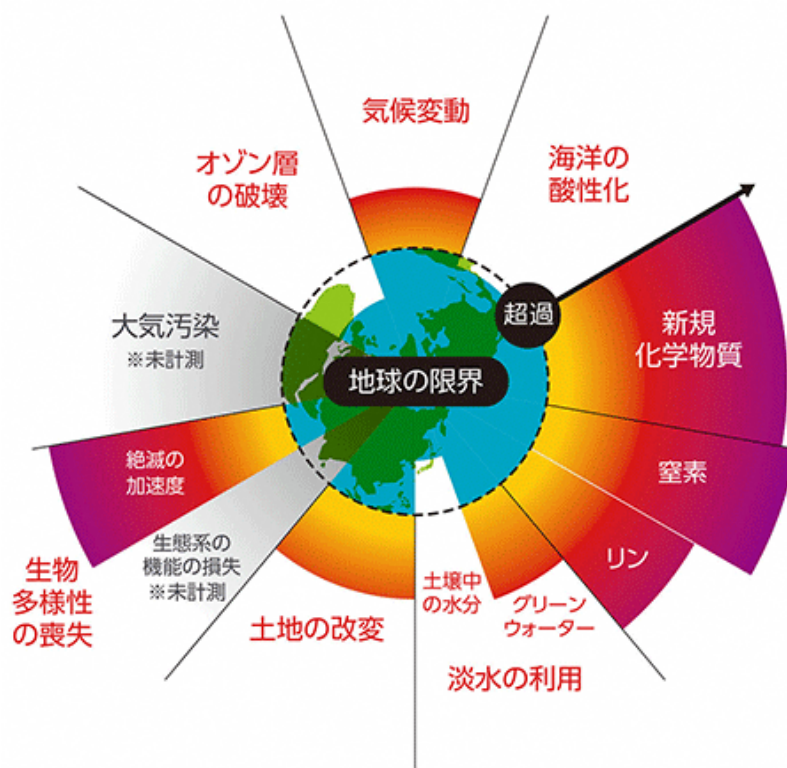 気候変動
オゾン層
の破壊
海洋の
酸性化
大気汚染
※未計測
超過
新規
化学物質
地球の限界
絶滅の
加速度
窒素
生態系の
機能の損失
※未計測
リン
生物
多様性
の喪失
土地の改変
土壌中
の水分
グリーン
ウォーター
淡水の利用